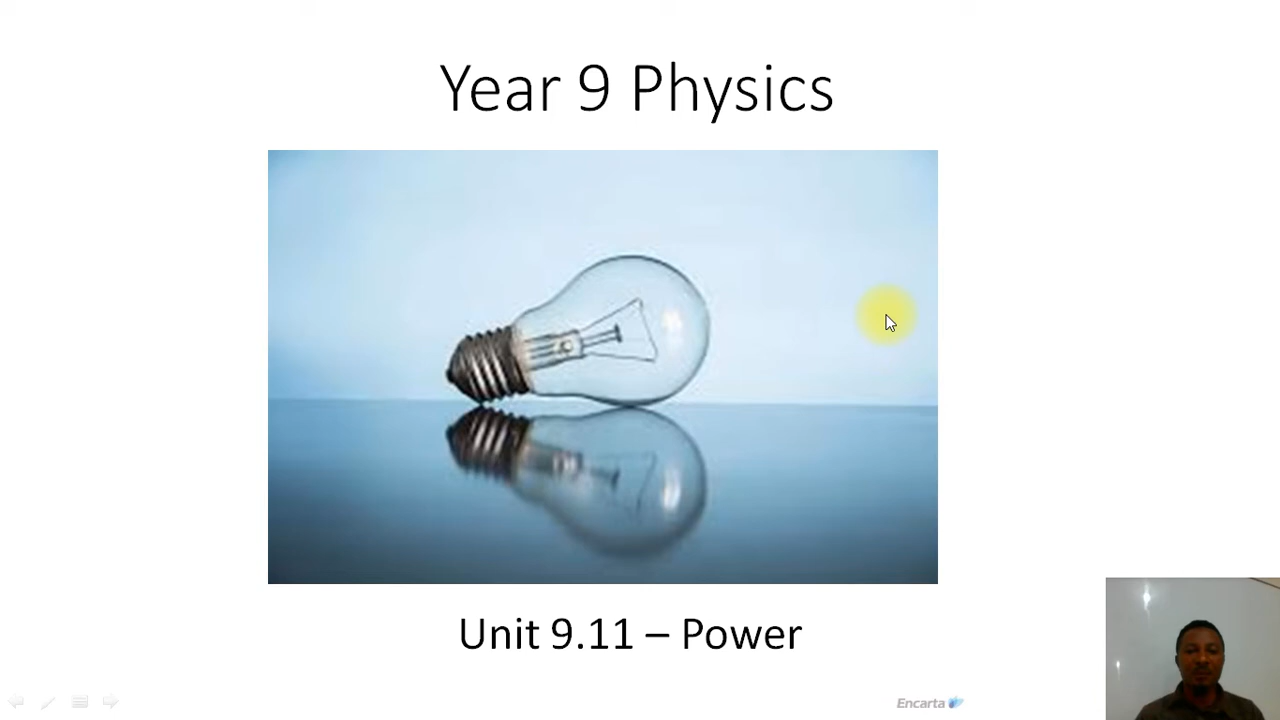 Year 9 Physics
Unit 9.11 – Power
Encarta